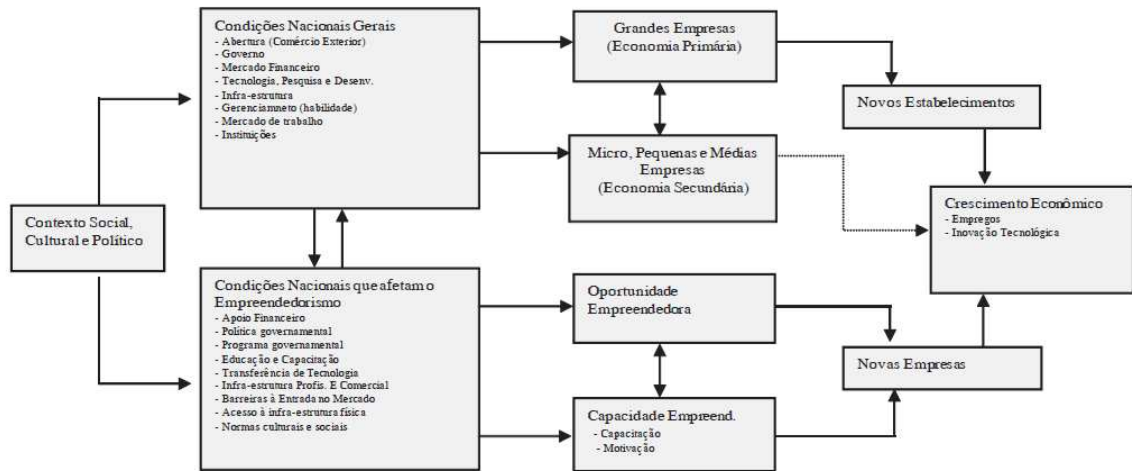 Condições Nacionais Gerais
- Abertura (Comércio Exterior)
- Governo
- Mercado Financeiro
- Tecnologia, Pesquisa e Desenv.
- Infra-estrutura
- Gerenciamneto (habilidade)
- Mercado de trabalho
- Instituições
Grandes Empresas
(Economia Primária)
Novos Estabelecimentos
Micro, Pequenas e Médias
Empresas
(Economia Secundária)
Contexto Social,
Cultural e Político
Crescimento Econômico
- Empregos
- Inovação Tecnológica
Condições Nacionais que afetam o
Empreendedorismo
- Apoio Financeiro
- Política governamental
- Programa governamental
- Educação e Capacitação
- Transferência de Tecnologia
- Infra-estrutura Profis. E Comercial
- Barreiras à Entrada no Mercado
- Acesso à infra-estrutura física
- Normas culturais e sociais
Oportunidade
Empreendedora
Novas Empresas
Capacidade Empreend.
- Capacitação
- Motivação